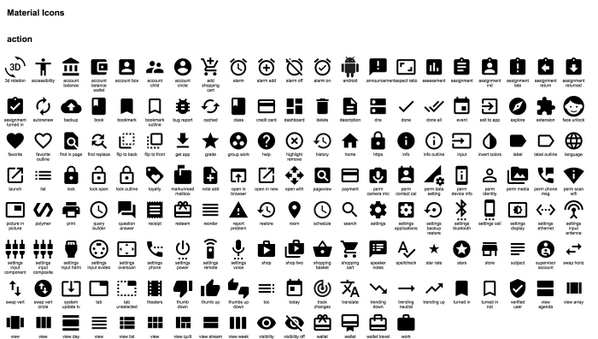 Material Icons
action
3D
3d rotation accessibility account balance account balance wallet account box account child account circle add shopping cart alarm alarm add alarm off alarm on android announcement aspect ratio assessment assignment assignment ind assignment late assignment return assignment returned
assignment turned in autorenew backup book bookmark bookmark outline bug report cached class credit card dashboard delete description dns done done all event exit to app explore extension face unlock
favorite favorite outline find in page find replace flip to back flip to front get app grade group work help highlight remove history home https info info outline input invert colors label label outline language
launch list lock lock open lock outline loyalty markunread mailbox note add open in browser open in new open with pageview payment perm camera mic perm contact cal perm data setting perm device info perm identity perm media perm phone msg perm scan wifi
picture in picture polymer print query builder question answer receipt redeem reorder report problem restore room schedule search settings settings applications settings backup restore settings bluetooth settings cell settings display settings ethernet settings input antenna
settings input component settings input composite settings input hdmi settings input svideo settings overscan settings phone settings power settings remote settings voice shop shop two shopping basket shopping cart speaker notes spellcheck star rate stars store subject supervisor account swap horiz
swap vert swap vert circle system update tv tab tab unselected theaters thumb down thumb up thumbs up down toc today track changes translate trending down trending neutral trending up turned in turned in not verified user view agenda view array
view view view day view view list view view quilt view stream view week visibility visibility off wallet wallet wallet travel work